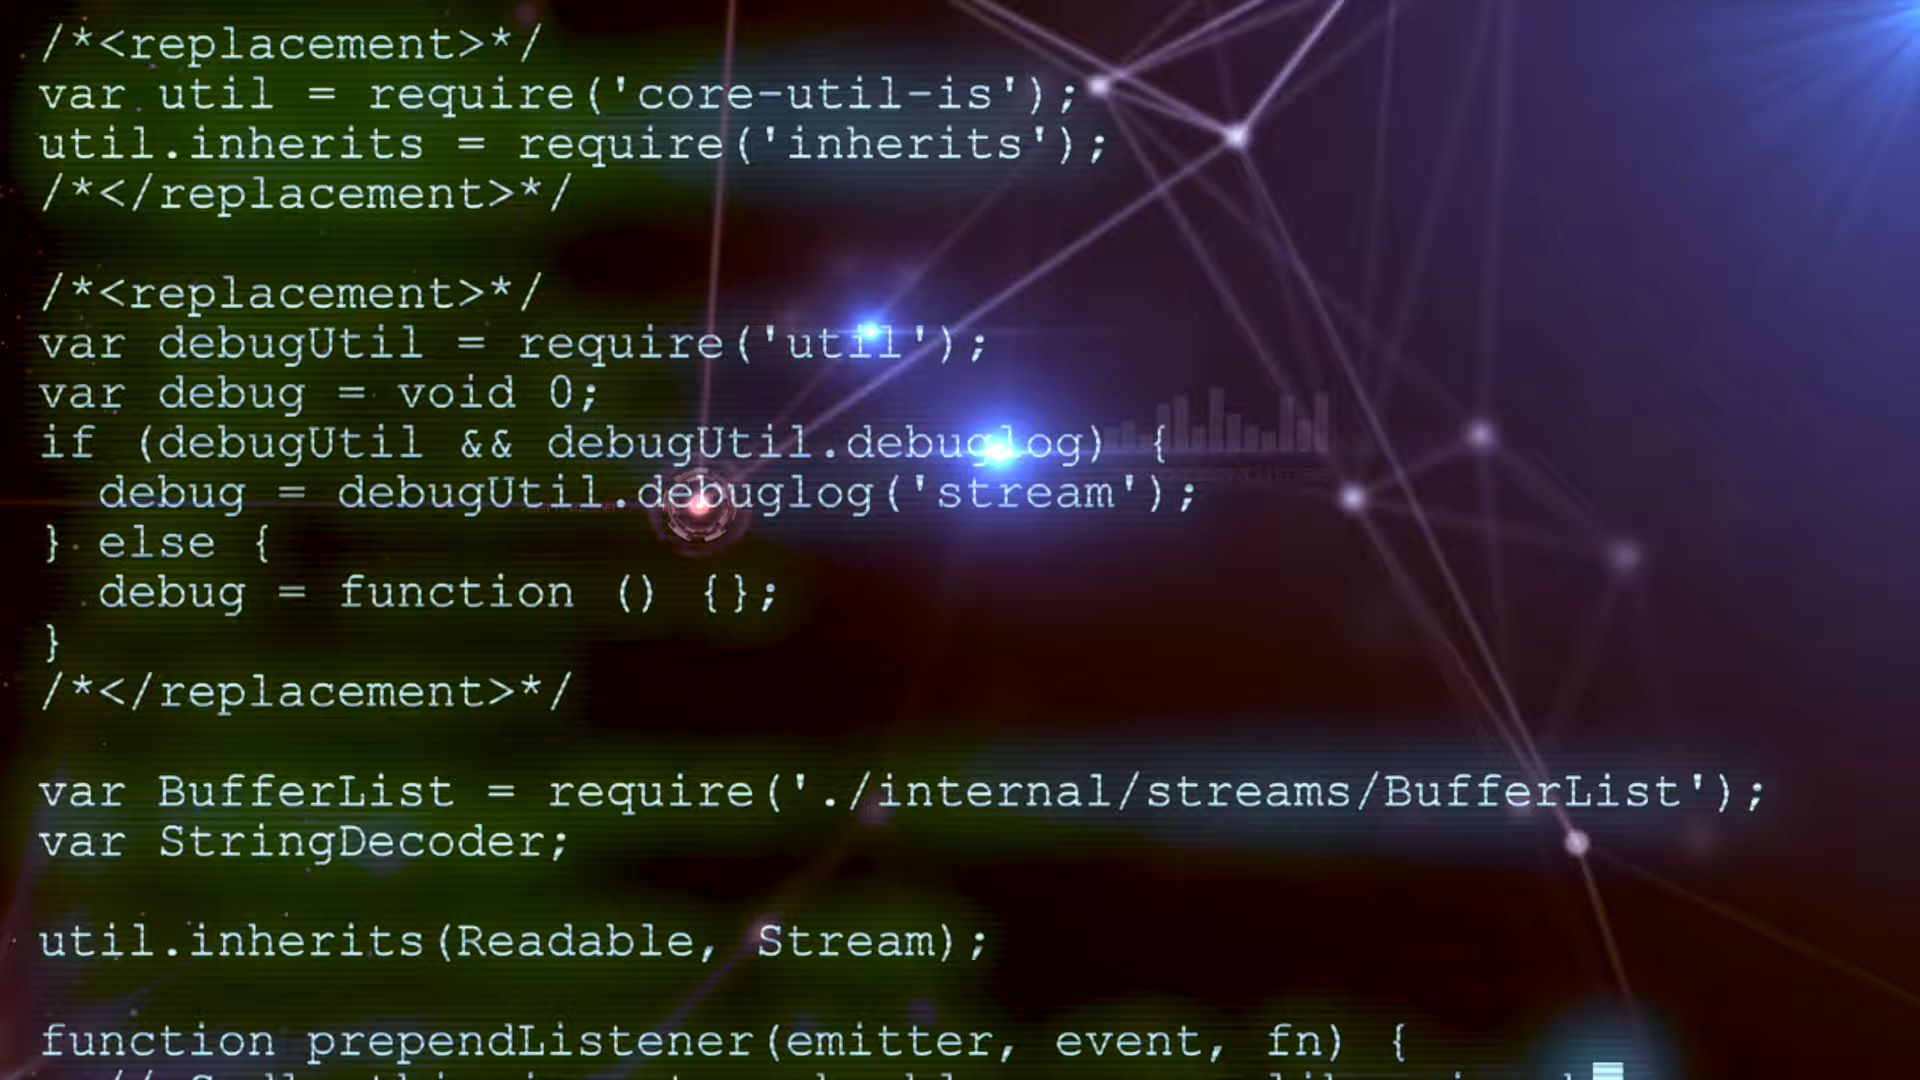 /*<replacement>*/
var util = require('core-util-is');
util.inherits = require('inherits');
/*</replacement>*/
/*<replacement>*/
var debugUtil = require('util');
var debug = void 0;
if (debugUtil && debugUtil.debuglog) {
  debug = debugUtil.debuglog('stream');
} else {
  debug = function () {};
}
/*</replacement>*/
var BufferList = require('./internal/streams/BufferList');
var StringDecoder;
util.inherits(Readable, Stream);
function prependListener(emitter, event, fn) {